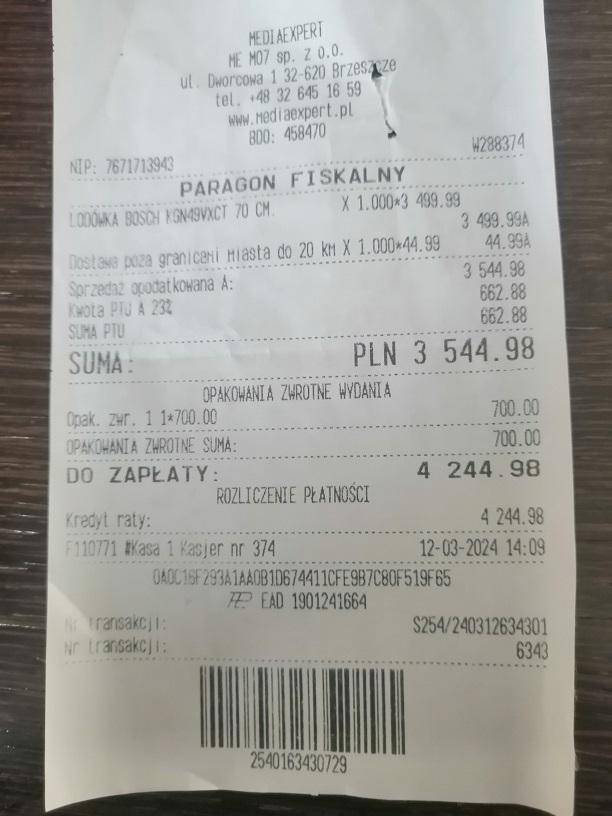 MEDIAEXPERT
ME M07 sp. z o.o.
ul. Dworcowa 1 32-620 Brzeszcze
tel. +48 32 645 16 59
www.mediaexpert.pl
BDO: 458470
NIP: 7671713943 W288374
PARAGON FISKALNY
LODÓWKA BOSCH KGN49VXCT 70 CM. X 1.000*3 499.99
3 499.99A
Dostawa poza granicami miasta do 20 km X 1.000*44.99 44.99A
Sprzedaż opodatkowana A: 3 544.98
Kwota PTU A 23% 662.88
SUMA PTU 662.88
SUMA: PLN 3 544.98
OPAKOWANIA ZWROTNE WYDANIA
Opak. zwr. 1 1*700.00 700.00
OPAKOWANIA ZWROTNE SUMA: 700.00
DO ZAPŁATY: 4 244.98
ROZLICZENIE PŁATNOŚCI
Kredyt raty: 4 244.98
F110771 #Kasa 1 Kasjer nr 374 12-03-2024 14:09
0A0C16F293A1AA0B1D674411CFE9B7C80F519F65
EAD 1901241664
Nr transakcji: S254/240312634301
Nr transakcji: 6343
2540163430729